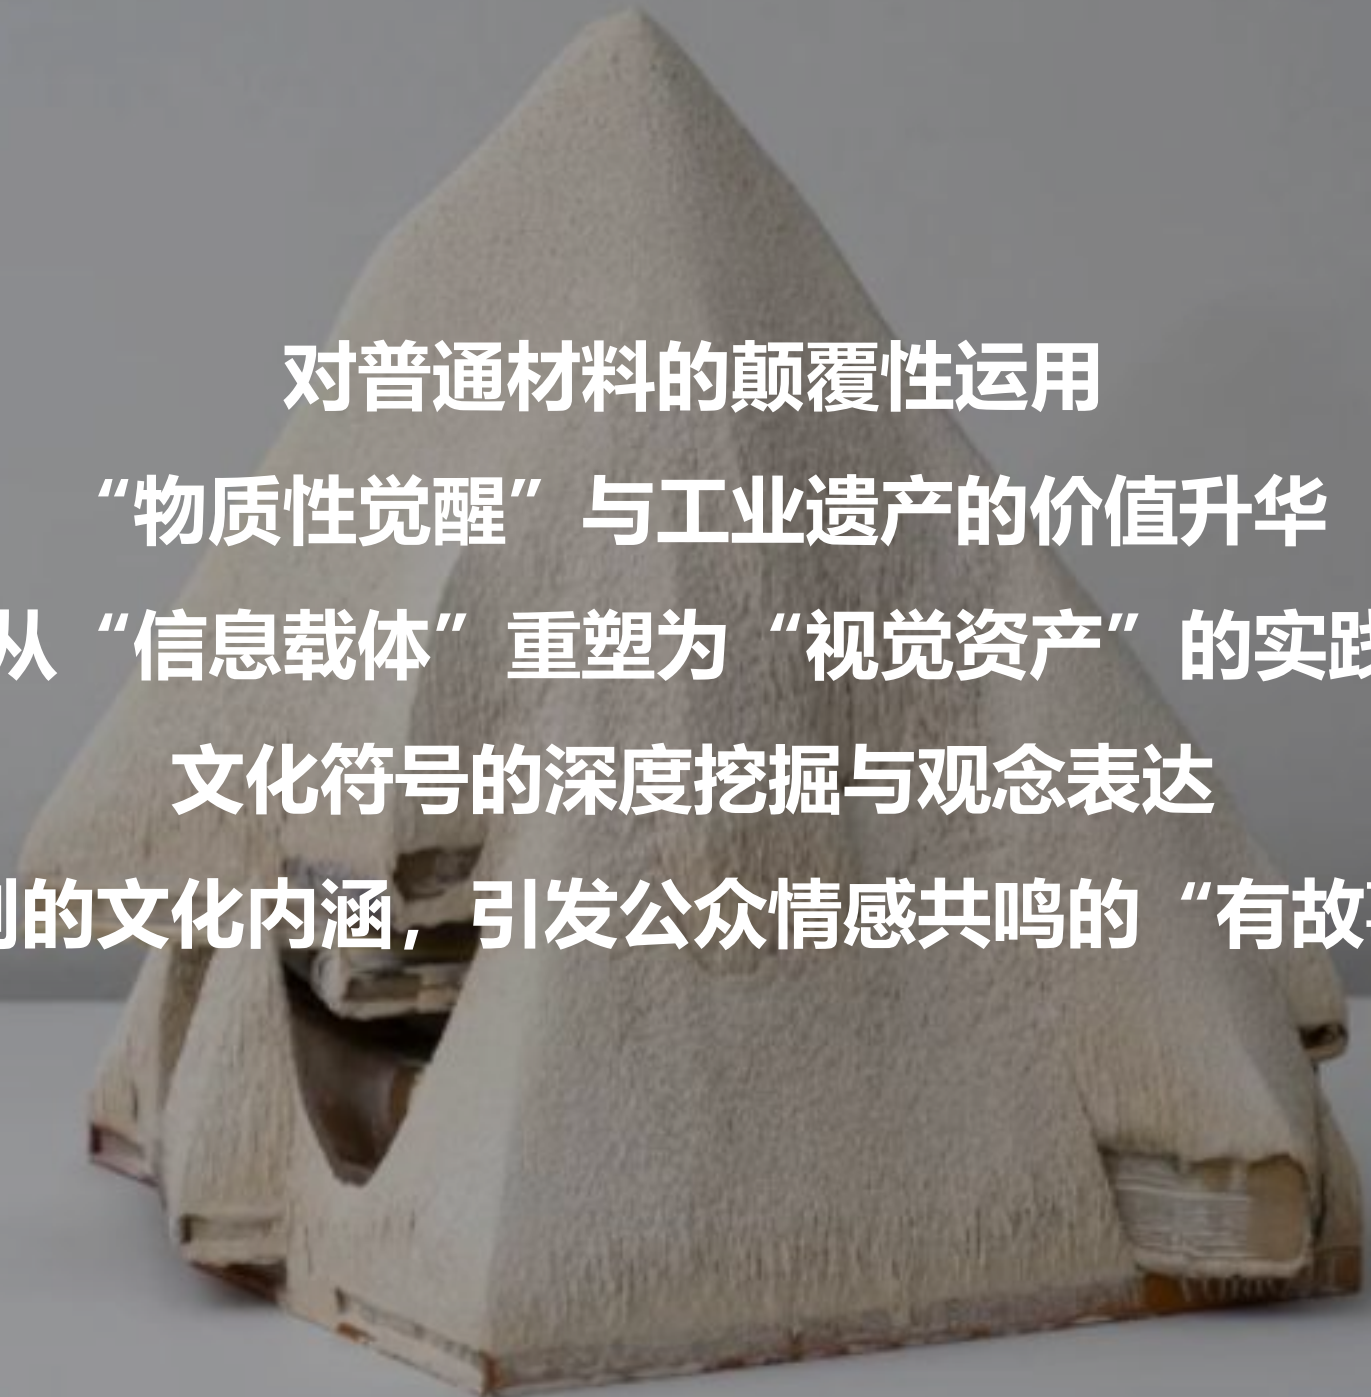 对普通材料的颠覆性运用
“物质性觉醒”与工业遗产的价值升华
从“信息载体”重塑为“视觉资产”的实践
文化符号的深度挖掘与观念表达
的文化内涵，引发公众情感共鸣的“有故